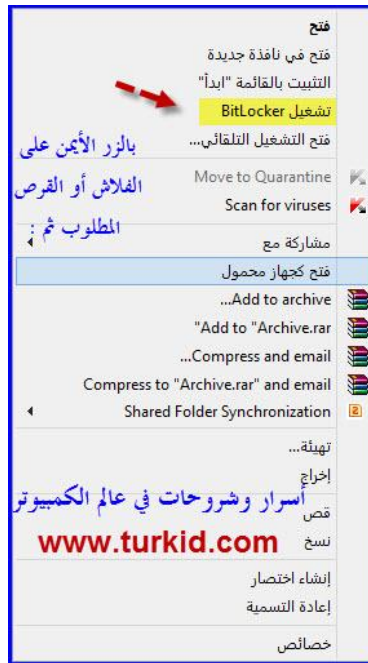 فتح
فتح في نافذة جديدة
التثبيت بالقائمة "ابدأ"
تشغيل BitLocker
فتح التشغيل التلقائي...
بالزر الأيمن على
الفلاش أو القرص
المطلوب ثم :
Move to Quarantine
Scan for viruses
مشاركة مع
فتح كجهاز محمول
...Add to archive
"Add to "Archive.rar
...Compress and email
Compress to "Archive.rar" and email
Shared Folder Synchronization
تهيئة...
إخراج
أسرار وشروحات في عالم الكمبيوتر
قص
www.turkid.com
نسخ
إنشاء اختصار
إعادة التسمية
خصائص